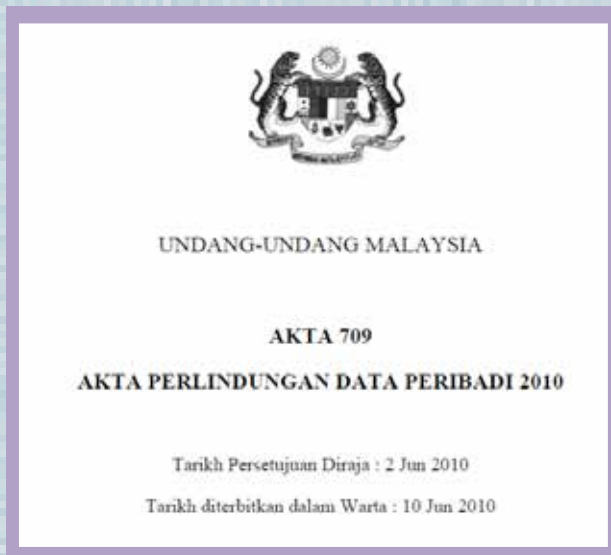 UNDANG-UNDANG MALAYSIA
AKTA 709
AKTA PERLINDUNGAN DATA PERIBADI 2010
Tarikh Persetujuan Diraja : 2 Jun 2010
Tarikh diterbitkan dalam Warta : 10 Jun 2010